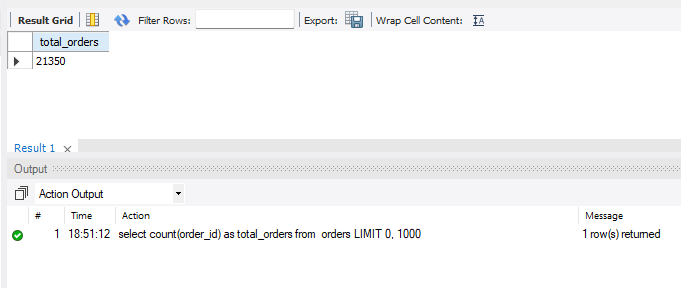 Result Grid Filter Rows: Export: Wrap Cell Content:
total_orders
21350
Result 1
Output
Action Output
# Time Action Message
1 18:51:12 select count(order_id) as total_orders from  orders LIMIT 0, 1000 1 row(s) returned